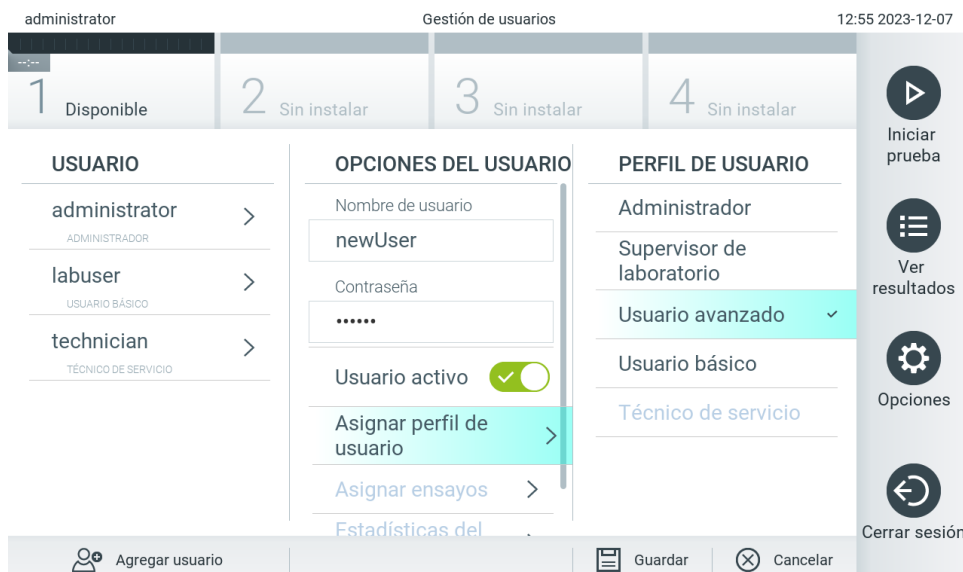 administrator
Gestión de usuarios
12:55 2023-12-07
--:--
1 Disponible
2 Sin instalar
3 Sin instalar
4 Sin instalar
USUARIO
administrator
ADMINISTRADOR
labuser
USUARIO BÁSICO
technician
TÉCNICO DE SERVICIO
OPCIONES DEL USUARIO
Nombre de usuario
newUser
Contraseña
••••••
Usuario activo
Asignar perfil de
usuario
Asignar ensayos
Estadísticas del
PERFIL DE USUARIO
Administrador
Supervisor de
laboratorio
Usuario avanzado
Usuario básico
Técnico de servicio
Iniciar
prueba
Ver
resultados
Opciones
Cerrar sesión
Agregar usuario
Guardar
Cancelar